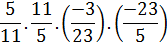 5/11 . 11/5 . (-3/23) . (-23/5)